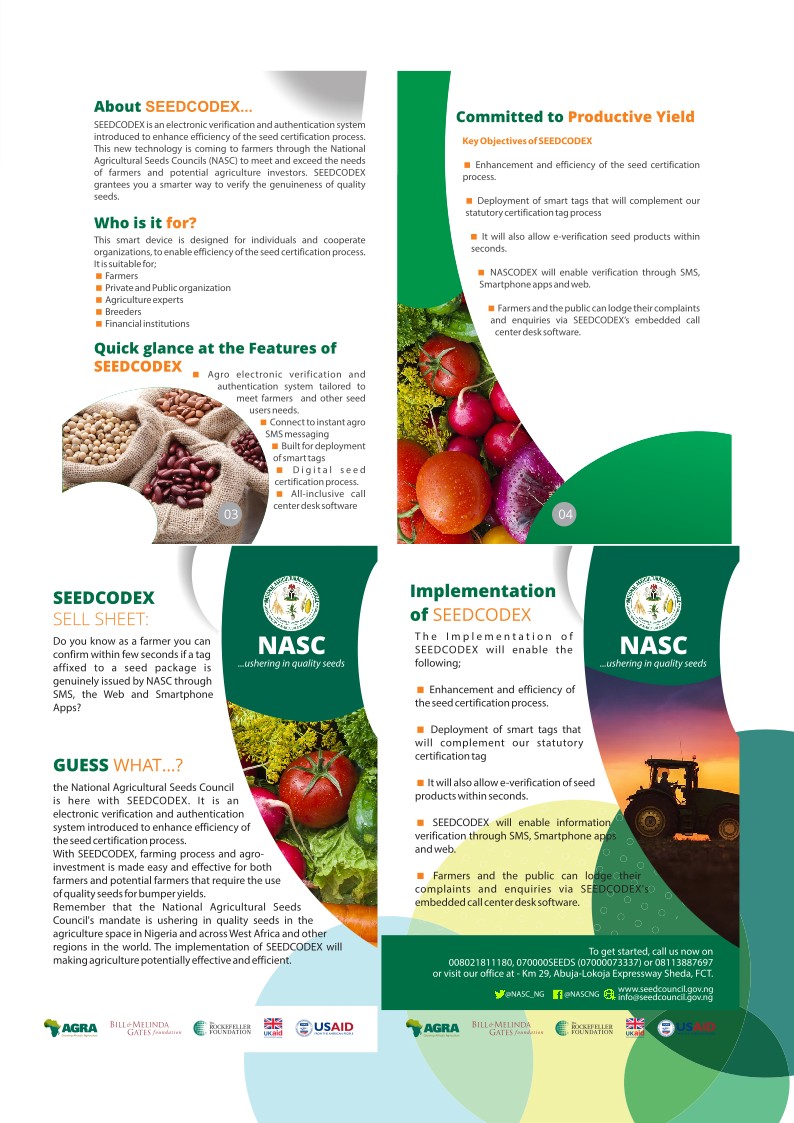 About SEEDCODEX...
SEEDCODEX is an electronic verification and authentication system
introduced to enhance efficiency of the seed certification process.
This new technology is coming to farmers through the National
Agricultural Seeds Councils (NASC) to meet and exceed the needs
of farmers and potential agriculture investors. SEEDCODEX
grantees you a smarter way to verify the genuineness of quality
seeds.
Who is it for?
This smart device is designed for individuals and cooperate
organizations, to enable efficiency of the seed certification process.
It is suitable for;
Farmers
Private and Public organization
Agriculture experts
Breeders
Financial institutions
Quick glance at the Features of
SEEDCODEX
Agro electronic verification and
authentication system tailored to
meet farmers and other seed
users needs.
Connect to instant agro
SMS messaging
Built for deployment
of smart tags
Digital seed
certification process.
All-inclusive call
center desk software
03
Committed to Productive Yield
Key Objectives of SEEDCODEX
Enhancement and efficiency of the seed certification
process.
Deployment of smart tags that will complement our
statutory certification tag process
It will also allow e-verification seed products within
seconds.
NASCODEX will enable verification through SMS,
Smartphone apps and web.
Farmers and the public can lodge their complaints
and enquiries via SEEDCODEX's embedded call
center desk software.
04
SEEDCODEX
SELL SHEET:
Do you know as a farmer you can
confirm within few seconds if a tag
affixed to a seed package is
genuinely issued by NASC through
SMS, the Web and Smartphone
Apps?
GUESS WHAT...?
the National Agricultural Seeds Council
is here with SEEDCODEX. It is an
electronic verification and authentication
system introduced to enhance efficiency of
the seed certification process.
With SEEDCODEX, farming process and agro-
investment is made easy and effective for both
farmers and potential farmers that require the use
of quality seeds for bumper yields.
Remember that the National Agricultural Seeds
Council's mandate is ushering in quality seeds in the
agriculture space in Nigeria and across West Africa and other
regions in the world. The implementation of SEEDCODEX will
making agriculture potentially effective and efficient.
NASC
...ushering in quality seeds
AGRA
BILL & MELINDA
GATES foundation
The
ROCKEFELLER
FOUNDATION
UKaid
USAID
FROM THE AMERICAN PEOPLE
Implementation
of SEEDCODEX
The Implementation of
SEEDCODEX will enable the
following;
Enhancement and efficiency of
the seed certification process.
Deployment of smart tags that
will complement our statutory
certification tag
It will also allow e-verification of seed
products within seconds.
SEEDCODEX will enable information
verification through SMS, Smartphone apps
and web.
Farmers and the public can lodge their
complaints and enquiries via SEEDCODEX's
embedded call center desk software.
NASC
...ushering in quality seeds
To get started, call us now on
008021811180, 070000SEEDS (07000073337) or 08113887697
or visit our office at - Km 29, Abuja-Lokoja Expressway Sheda, FCT.
@NASC_NG @NASCNG www.seedcouncil.gov.ng
info@seedcouncil.gov.ng
AGRA
BILL & MELINDA
GATES foundation
The
ROCKEFELLER
FOUNDATION
UKaid
USAID